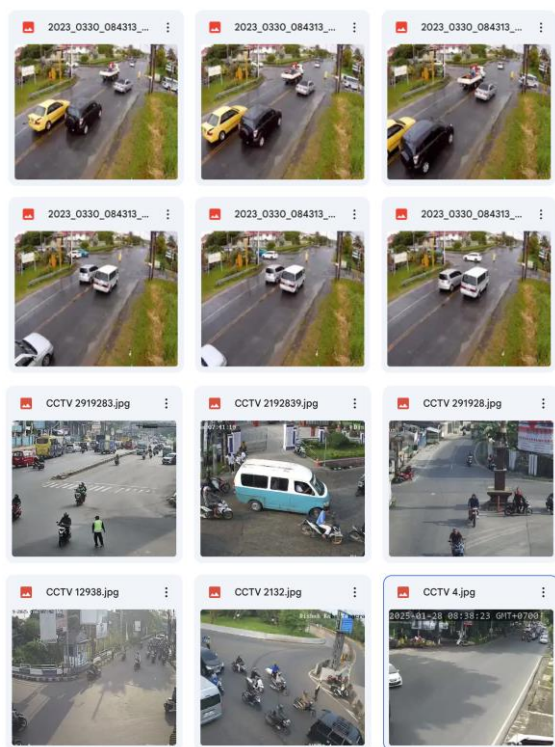 2023_0330_084313_...
2023_0330_084313_...
2023_0330_084313_...
2023_0330_084313_...
2023_0330_084313_...
2023_0330_084313_...
CCTV 2919283.jpg
CCTV 2192839.jpg
CCTV 291928.jpg
CCTV 12938.jpg
CCTV 2132.jpg
CCTV 4.jpg
2025-01-28 08:38:23 GMT+0700